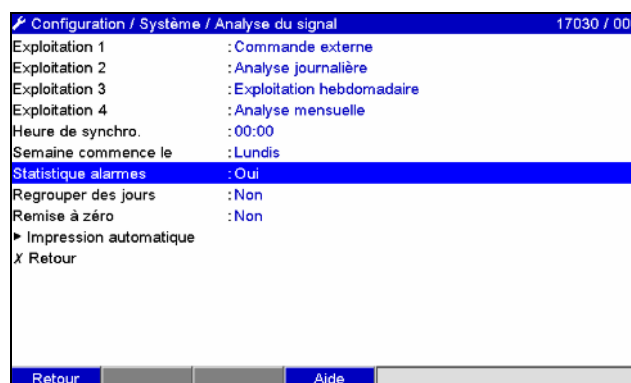 Configuration / Système / Analyse du signal 17030 / 00
Exploitation 1 :Commande externe
Exploitation 2 :Analyse journalière
Exploitation 3 :Exploitation hebdomadaire
Exploitation 4 :Analyse mensuelle
Heure de synchro. :00:00
Semaine commence le :Lundis
Statistique alarmes :Oui
Regrouper des jours :Non
Remise à zéro :Non
► Impression automatique
X Retour
Retour Aide